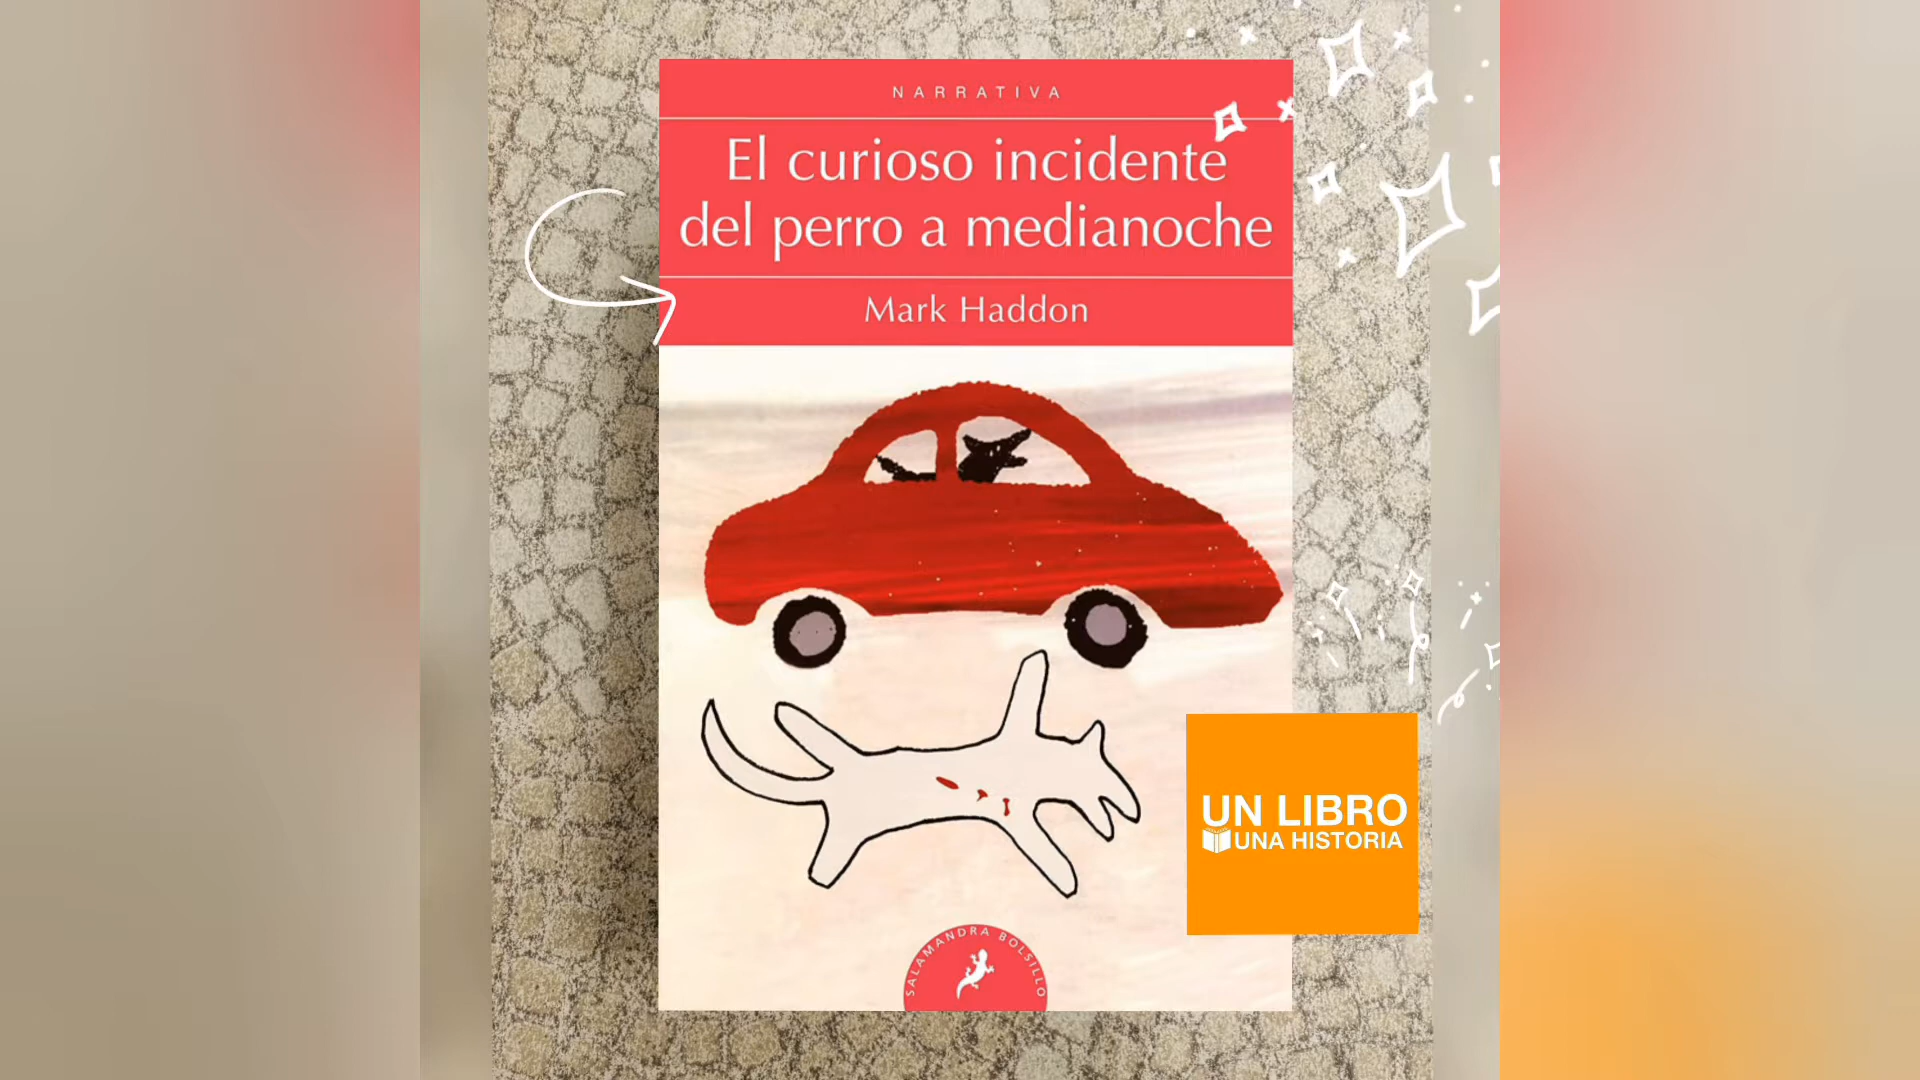 NARRATIVA
El curioso incidente
del perro a medianoche
Mark Haddon
UN LIBRO
UNA HISTORIA
SALAMANDRA BOLSILLO